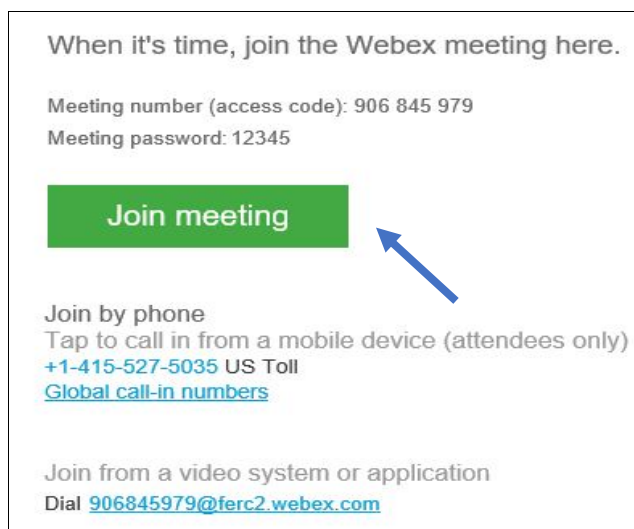 When it's time, join the Webex meeting here.
Meeting number (access code): 906 845 979
Meeting password: 12345
Join meeting
Join by phone
Tap to call in from a mobile device (attendees only)
+1-415-527-5035 US Toll
Global call-in numbers
Join from a video system or application
Dial 906845979@ferc2.webex.com